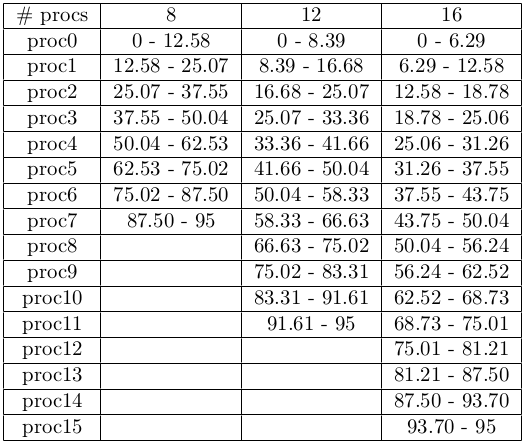 # procs 8 12 16
proc0 0 - 12.58 0 - 8.39 0 - 6.29
proc1 12.58 - 25.07 8.39 - 16.68 6.29 - 12.58
proc2 25.07 - 37.55 16.68 - 25.07 12.58 - 18.78
proc3 37.55 - 50.04 25.07 - 33.36 18.78 - 25.06
proc4 50.04 - 62.53 33.36 - 41.66 25.06 - 31.26
proc5 62.53 - 75.02 41.66 - 50.04 31.26 - 37.55
proc6 75.02 - 87.50 50.04 - 58.33 37.55 - 43.75
proc7 87.50 - 95 58.33 - 66.63 43.75 - 50.04
proc8 66.63 - 75.02 50.04 - 56.24
proc9 75.02 - 83.31 56.24 - 62.52
proc10 83.31 - 91.61 62.52 - 68.73
proc11 91.61 - 95 68.73 - 75.01
proc12 75.01 - 81.21
proc13 81.21 - 87.50
proc14 87.50 - 93.70
proc15 93.70 - 95